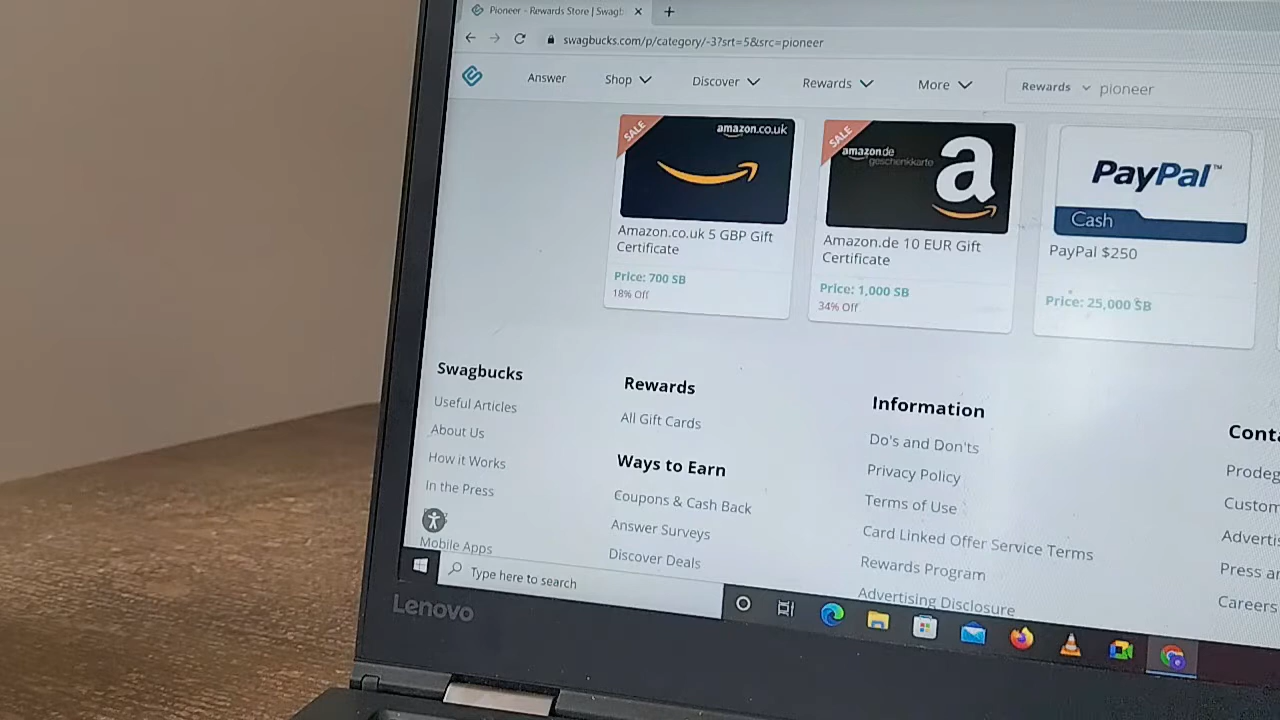 Pioneer - Rewards Store | Swagb
swagbucks.com/p/category/-3?srt=5&src=pioneer
Answer
Shop
Discover
Rewards
More
Rewards
pioneer
SALE
amazon.co.uk
Amazon.co.uk 5 GBP Gift
Certificate
Price: 700 SB
18% Off
SALE
amazon.de
geschenkkarte
a
Amazon.de 10 EUR Gift
Certificate
Price: 1,000 SB
34% Off
PayPal™
Cash
PayPal $250
Price: 25,000 SB
Swagbucks
Useful Articles
About Us
How it Works
In the Press
Mobile Apps
Rewards
All Gift Cards
Ways to Earn
Coupons & Cash Back
Answer Surveys
Discover Deals
Information
Do's and Don'ts
Privacy Policy
Terms of Use
Card Linked Offer Service Terms
Rewards Program
Advertising Disclosure
Conta
Prodeg
Custom
Adverti
Press an
Careers
Type here to search
Lenovo